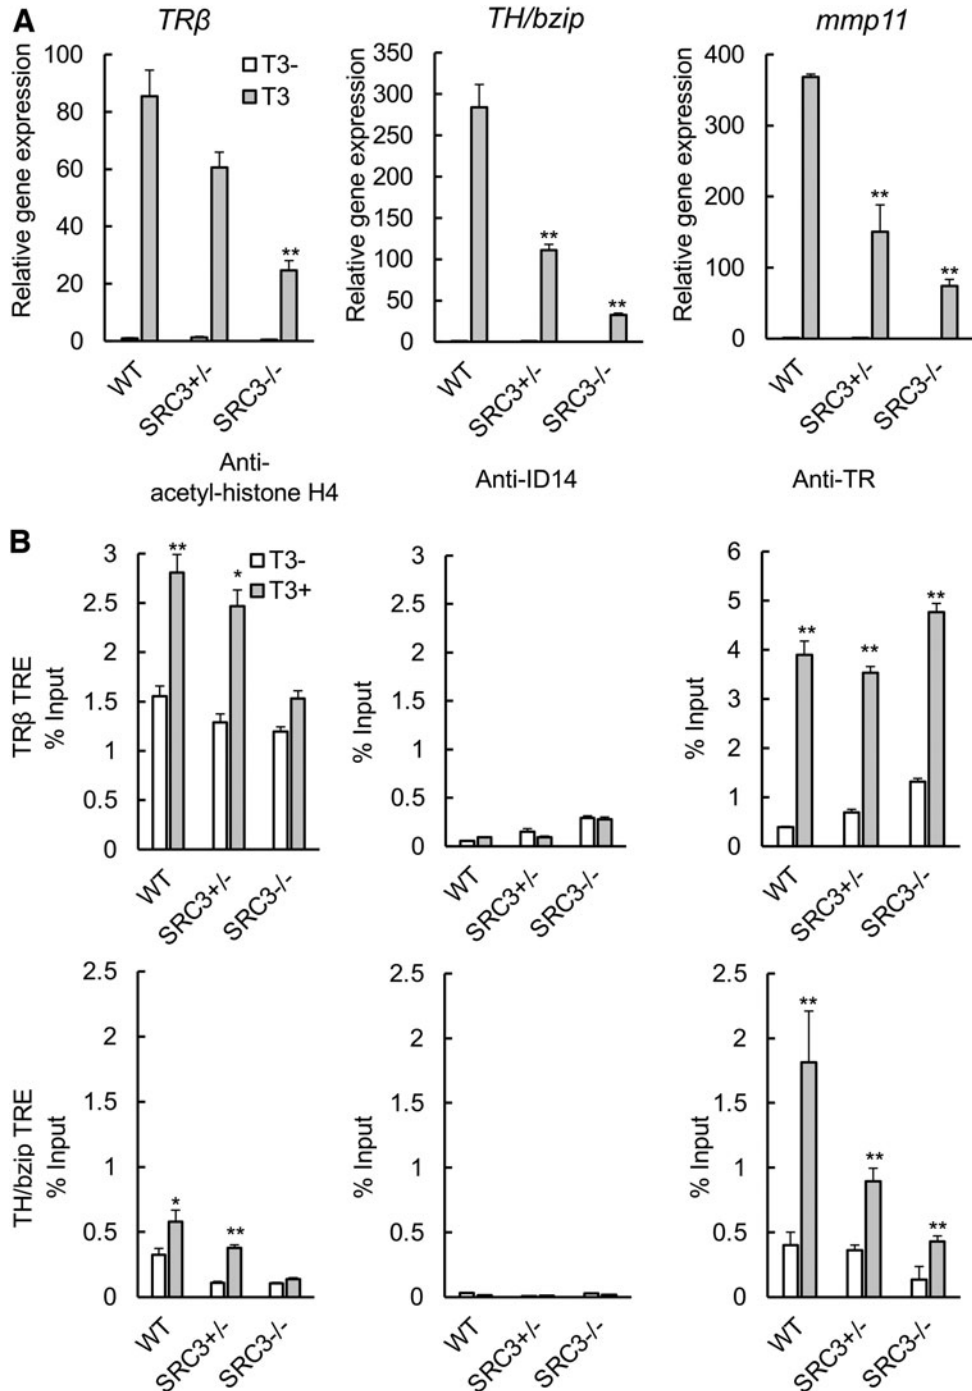 A
TRβ
TH/bzip
mmp11
Relative gene expression
100
80
60
40
20
0
T3-
T3
**
WT
SRC3+/-
SRC3-/-
Relative gene expression
350
300
250
200
150
100
50
0
**
**
WT
SRC3+/-
SRC3-/-
Relative gene expression
400
300
200
100
0
**
**
WT
SRC3+/-
SRC3-/-
Anti-
acetyl-histone H4
Anti-ID14
Anti-TR
B
TRβ TRE
% Input
3
2.5
2
1.5
1
0.5
0
**
*
T3-
T3+
WT
SRC3+/-
SRC3-/-
% Input
3
2.5
2
1.5
1
0.5
0
WT
SRC3+/-
SRC3-/-
% Input
6
5
4
3
2
1
0
**
**
**
WT
SRC3+/-
SRC3-/-
TH/bzip TRE
% Input
2.5
2
1.5
1
0.5
0
*
**
WT
SRC3+/-
SRC3-/-
% Input
2.5
2
1.5
1
0.5
0
WT
SRC3+/-
SRC3-/-
% Input
2.5
2
1.5
1
0.5
0
**
**
**
WT
SRC3+/-
SRC3-/-